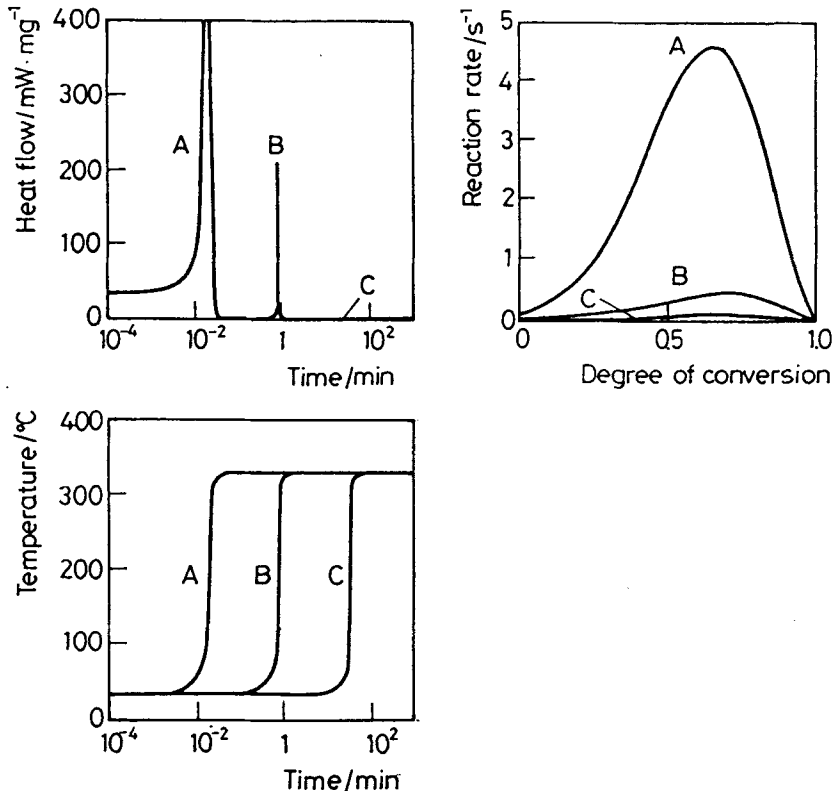 Heat flow/mW·mg⁻¹
400
300
200
100
0
A
B
C
10⁻⁴
10⁻²
1
10²
Time/min
Reaction rate/s⁻¹
5
4
3
2
1
0
A
B
C
0
0.5
1.0
Degree of conversion
Temperature/°C
400
300
200
100
0
A
B
C
10⁻⁴
10⁻²
1
10²
Time/min